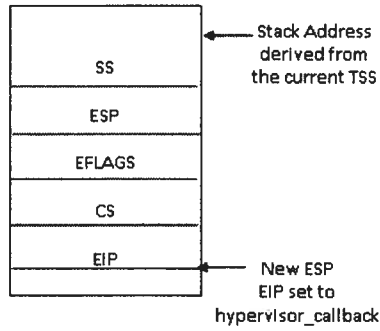 Stack Address
derived from
the current TSS
SS
ESP
EFLAGS
CS
EIP
New ESP
EIP set to
hypervisor_callback